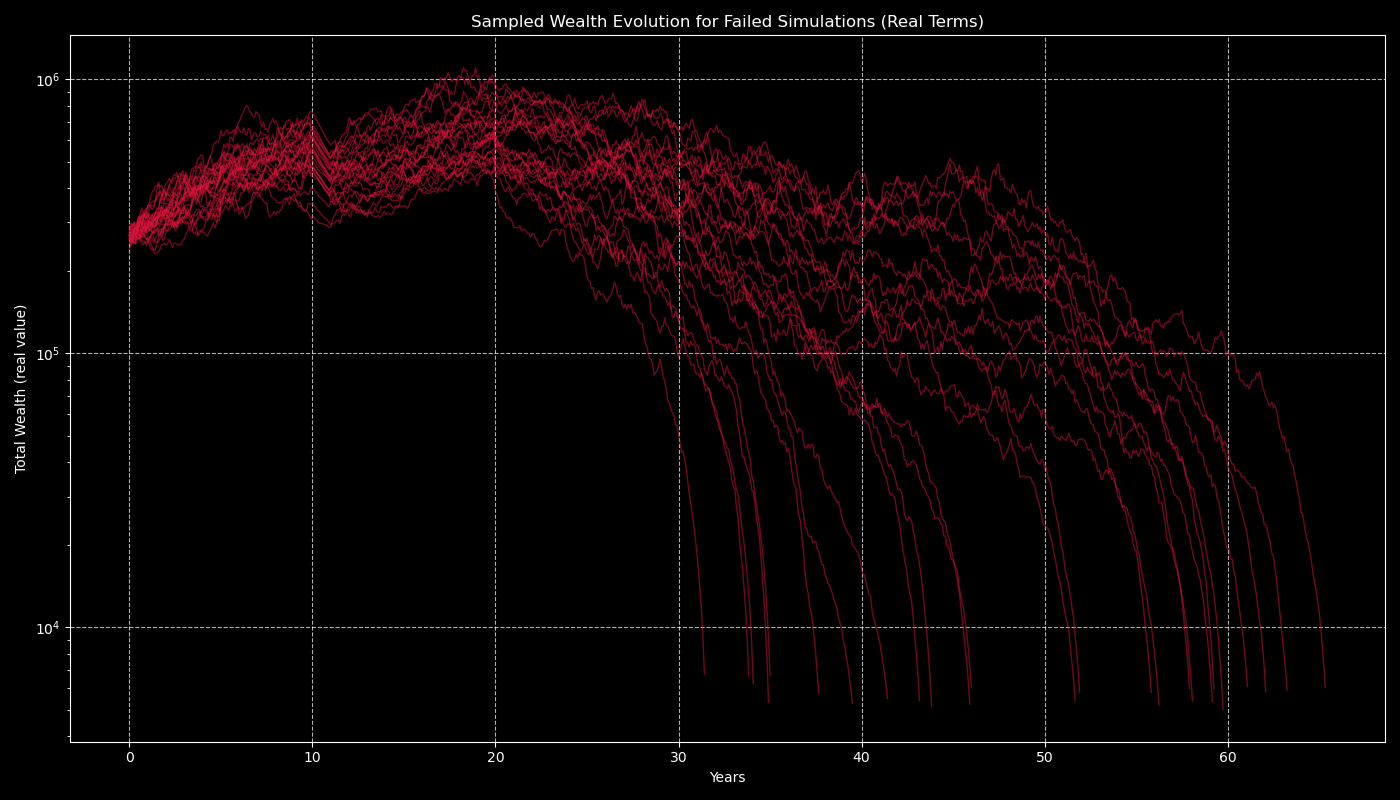 Sampled Wealth Evolution for Failed Simulations (Real Terms)
Total Wealth (real value)
10⁶
10⁵
10⁴
0 10 20 30 40 50 60
Years